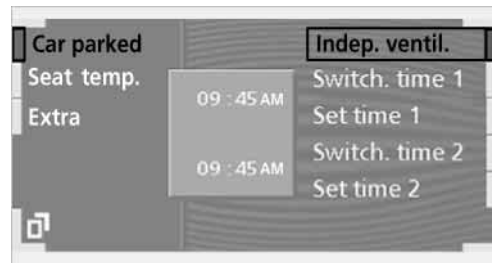 Car parked
Seat temp.
Extra
09 : 45 AM
09 : 45 AM
Indep. ventil.
Switch. time 1
Set time 1
Switch. time 2
Set time 2